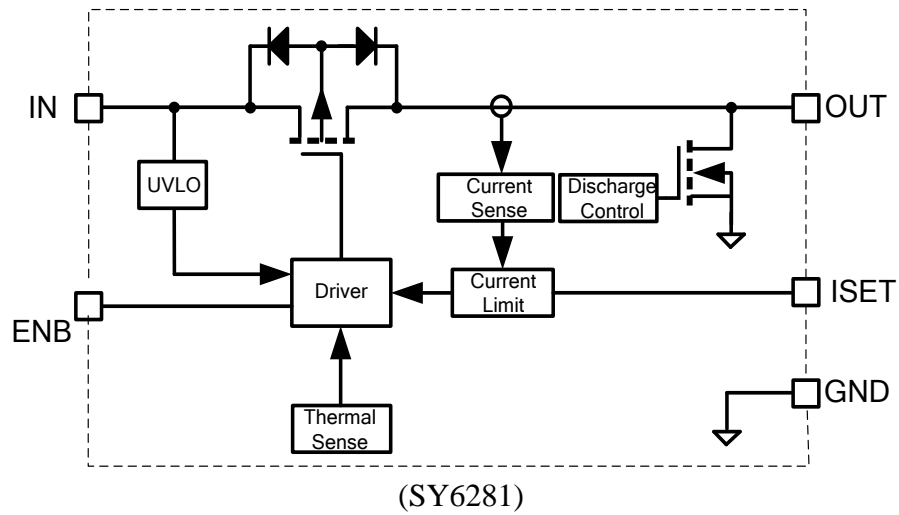 IN
OUT
UVLO
Current
Sense
Discharge
Control
Driver
Current
Limit
ISET
ENB
GND
Thermal
Sense
(SY6281)